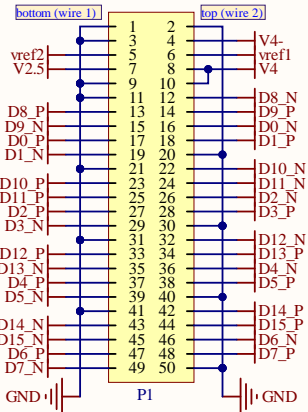 bottom (wire 1) top (wire 2)
1 2
3 4 V4-
vref2 5 6 vref1
V2.5 7 8 V4
9 10
11 12 D8_N
D8_P 13 14 D9_P
D9_N 15 16 D0_N
D0_P 17 18 D1_P
D1_N 19 20
21 22 D10_N
D10_P 23 24 D11_N
D11_P 25 26 D2_N
D2_P 27 28 D3_P
D3_N 29 30
31 32 D12_N
D12_P 33 34 D13_P
D13_N 35 36 D4_N
D4_P 37 38 D5_P
D5_N 39 40
41 42 D14_P
D14_N 43 44 D15_P
D15_N 45 46 D6_N
D6_P 47 48 D7_P
D7_N 49 50
GND P1 GND